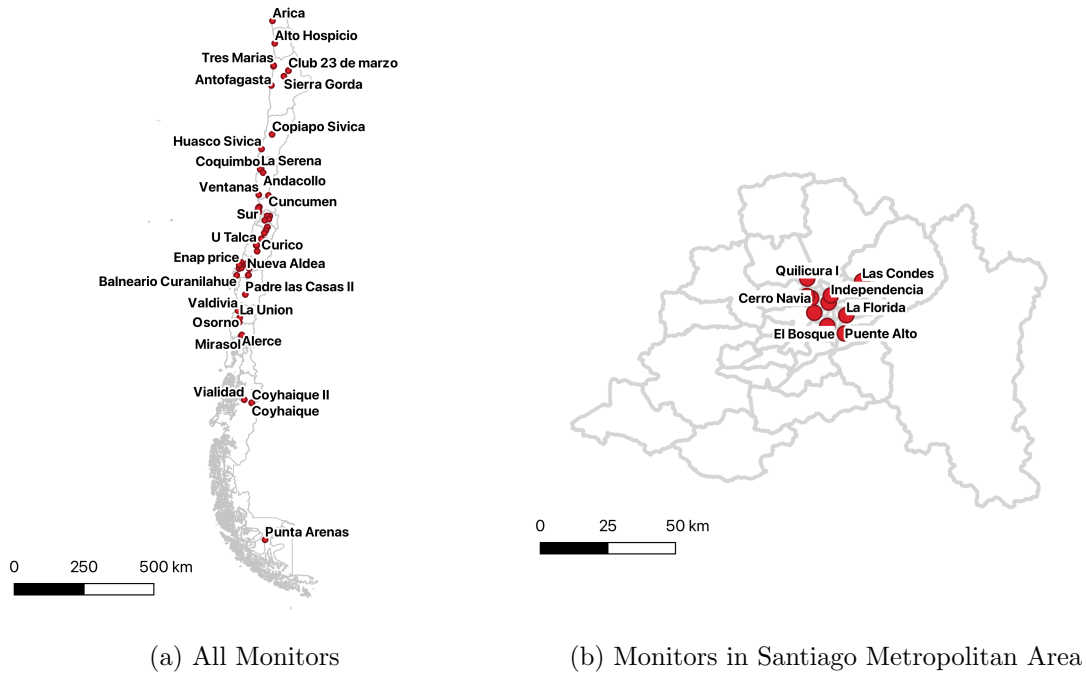 Arica
Alto Hospicio
Tres Marias
Club 23 de marzo
Antofagasta
Sierra Gorda
Copiapo Sivica
Huasco Sivica
Coquimbo
La Serena
Andacollo
Ventanas
Cuncumen
Sur
U Talca
Curico
Enap price
Nueva Aldea
Balneario Curanilahue
Padre las Casas II
Valdivia
La Union
Osorno
Mirasol
Alerce
Vialidad
Coyhaique II
Coyhaique
Punta Arenas
0 250 500 km
(a) All Monitors
Quilicura I
Las Condes
Independencia
Cerro Navia
La Florida
El Bosque
Puente Alto
0 25 50 km
(b) Monitors in Santiago Metropolitan Area